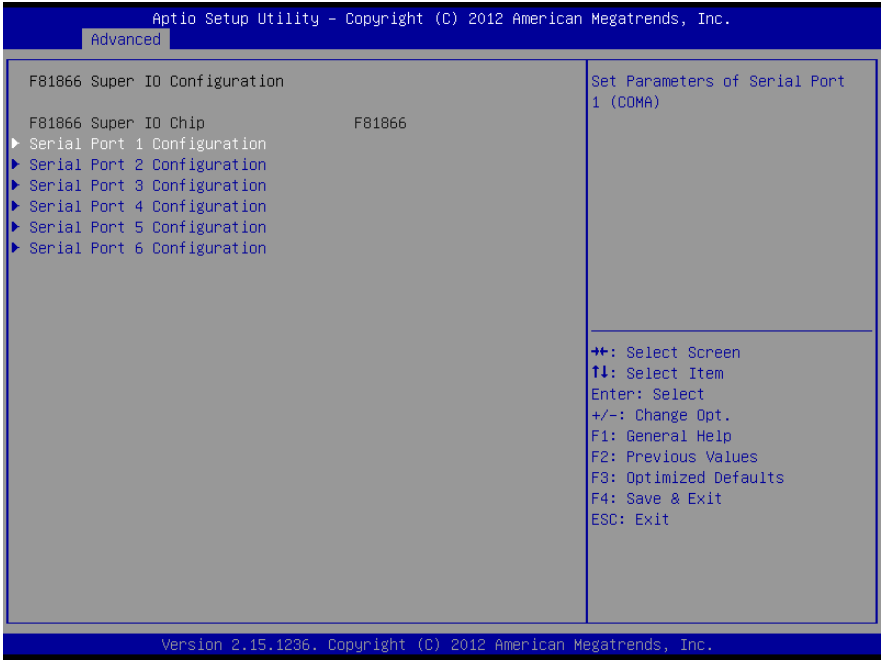 Aptio Setup Utility – Copyright (C) 2012 American Megatrends, Inc.
Advanced
F81866 Super IO Configuration
F81866 Super IO Chip F81866
▶ Serial Port 1 Configuration
▶ Serial Port 2 Configuration
▶ Serial Port 3 Configuration
▶ Serial Port 4 Configuration
▶ Serial Port 5 Configuration
▶ Serial Port 6 Configuration
Set Parameters of Serial Port
1 (COMA)
→←: Select Screen
↑↓: Select Item
Enter: Select
+/-: Change Opt.
F1: General Help
F2: Previous Values
F3: Optimized Defaults
F4: Save & Exit
ESC: Exit
Version 2.15.1236. Copyright (C) 2012 American Megatrends, Inc.